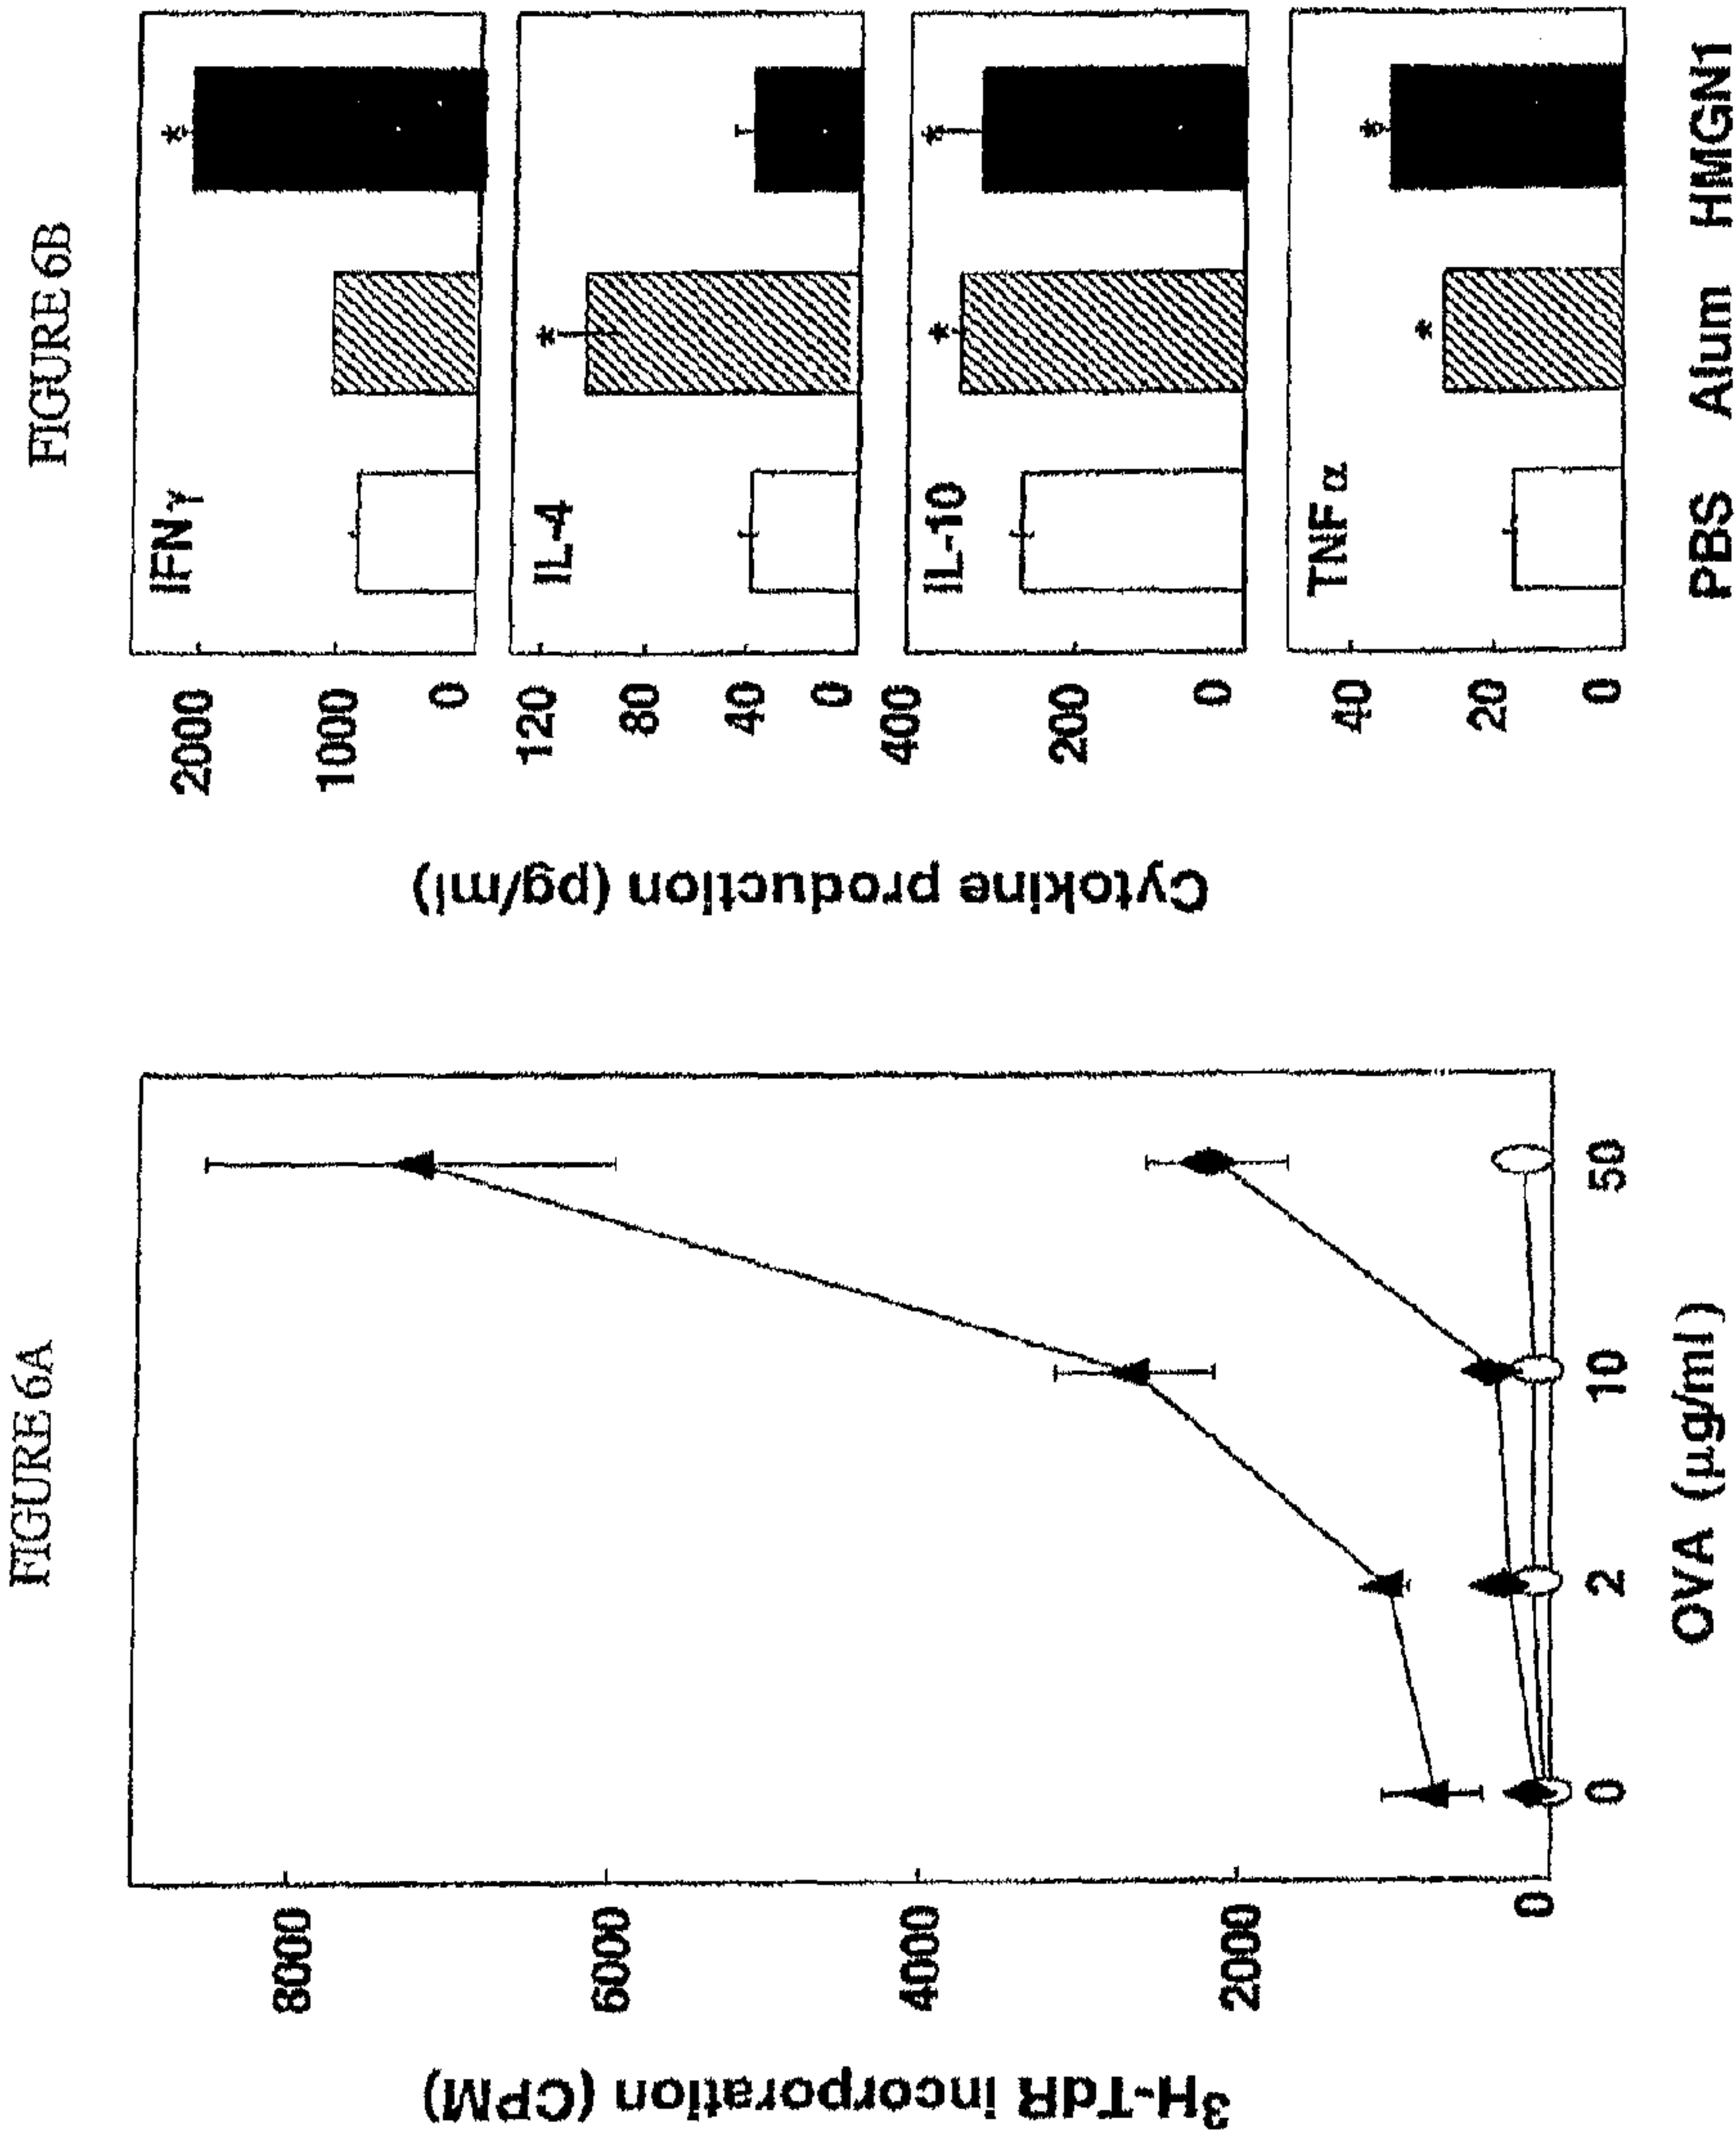 FIGURE 6A
³H-TdR incorporation (CPM)
8000
6000
4000
2000
0
0 2 10 50
OVA (µg/ml)
FIGURE 6B
Cytokine production (pg/ml)
IFNγ
2000
1000
0
*
IL-4
120
80
40
0
*
IL-10
400
200
0
* *
TNFα
40
20
0
* *
PBS Alum HMGN1